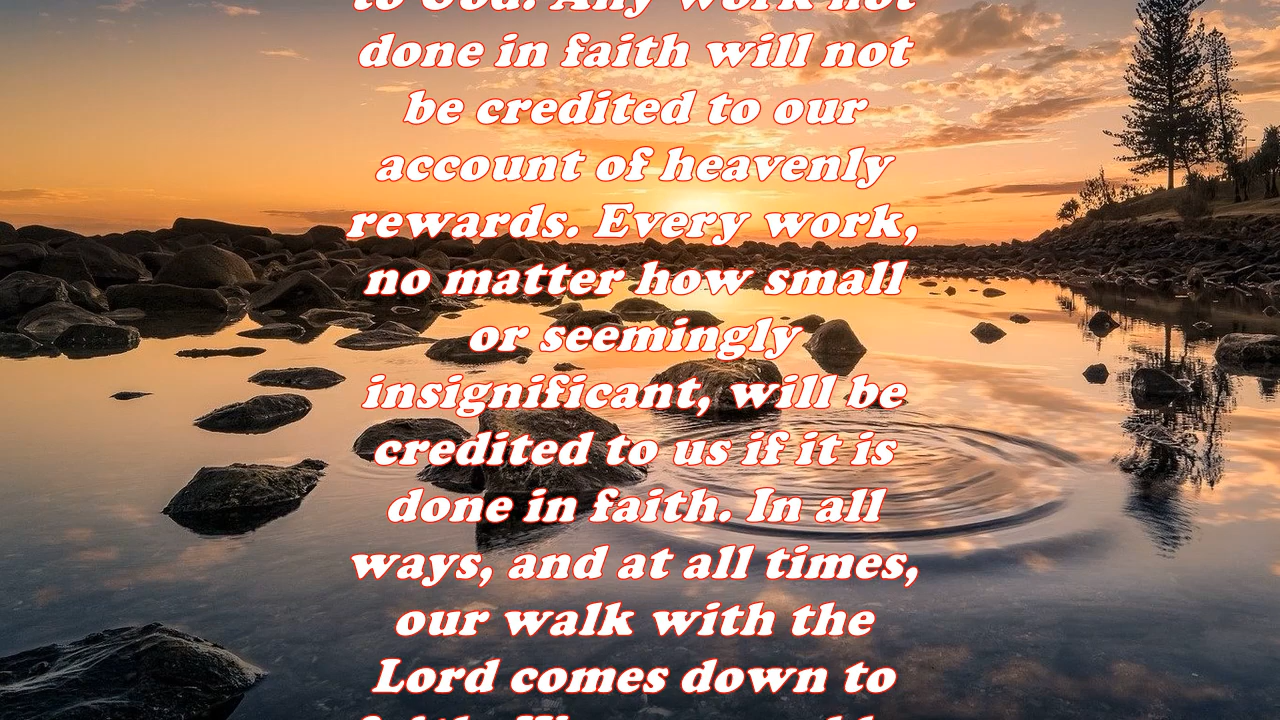 to God. Any work not
done in faith will not
be credited to our
account of heavenly
rewards. Every work,
no matter how small
or seemingly
insignificant, will be
credited to us if it is
done in faith. In all
ways, and at all times,
our walk with the
Lord comes down to